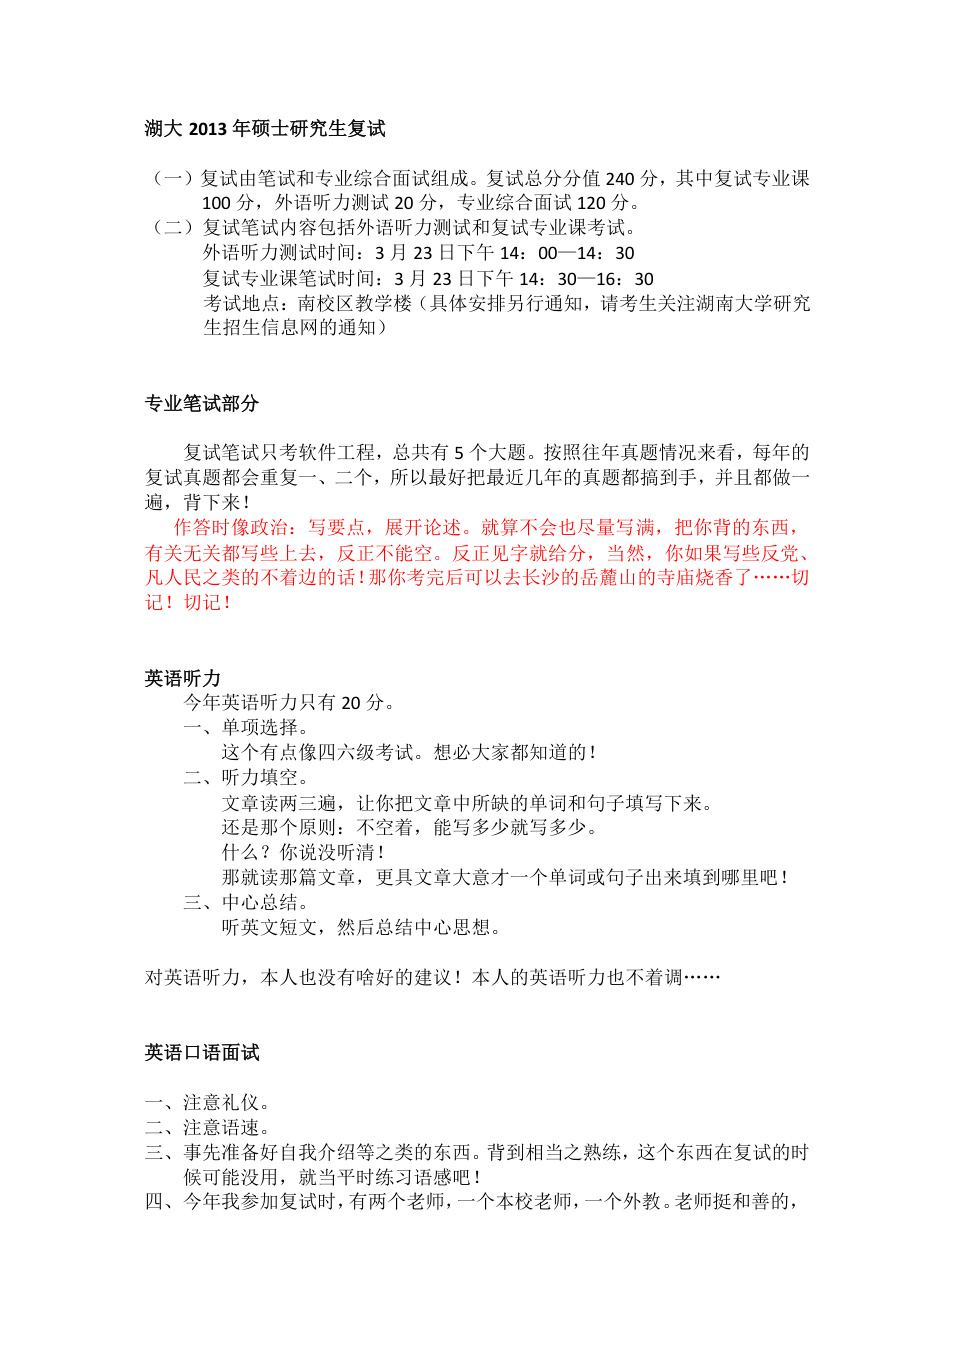 湖大 2013 年硕士研究生复试
（一）复试由笔试和专业综合面试组成。复试总分分值 240 分，其中复试专业课
100 分，外语听力测试 20 分，专业综合面试 120 分。
（二）复试笔试内容包括外语听力测试和复试专业课考试。
外语听力测试时间：3 月 23 日下午 14：00—14：30
复试专业课笔试时间：3 月 23 日下午 14：30—16：30
考试地点：南校区教学楼（具体安排另行通知，请考生关注湖南大学研究
生招生信息网的通知）
专业笔试部分
复试笔试只考软件工程，总共有 5 个大题。按照往年真题情况来看，每年的
复试真题都会重复一、二个，所以最好把最近几年的真题都搞到手，并且都做一
遍，背下来！
作答时像政治：写要点，展开论述。就算不会也尽量写满，把你背的东西，
有关无关都写些上去，反正不能空。反正见字就给分，当然，你如果写些反党、
凡人民之类的不着边的话！那你考完后可以去长沙的岳麓山的寺庙烧香了……切
记！切记！
英语听力
今年英语听力只有 20 分。
一、单项选择。
这个有点像四六级考试。想必大家都知道的！
二、听力填空。
文章读两三遍，让你把文章中所缺的单词和句子填写下来。
还是那个原则：不空着，能写多少就写多少。
什么？你说没听清！
那就读那篇文章，更具文章大意才一个单词或句子出来填到哪里吧！
三、中心总结。
听英文短文，然后总结中心思想。
对英语听力，本人也没有啥好的建议！本人的英语听力也不着调……
英语口语面试
一、注意礼仪。
二、注意语速。
三、事先准备好自我介绍等之类的东西。背到相当之熟练，这个东西在复试的时
候可能没用，就当平时练习语感吧！
四、今年我参加复试时，有两个老师，一个本校老师，一个外教。老师挺和善的，